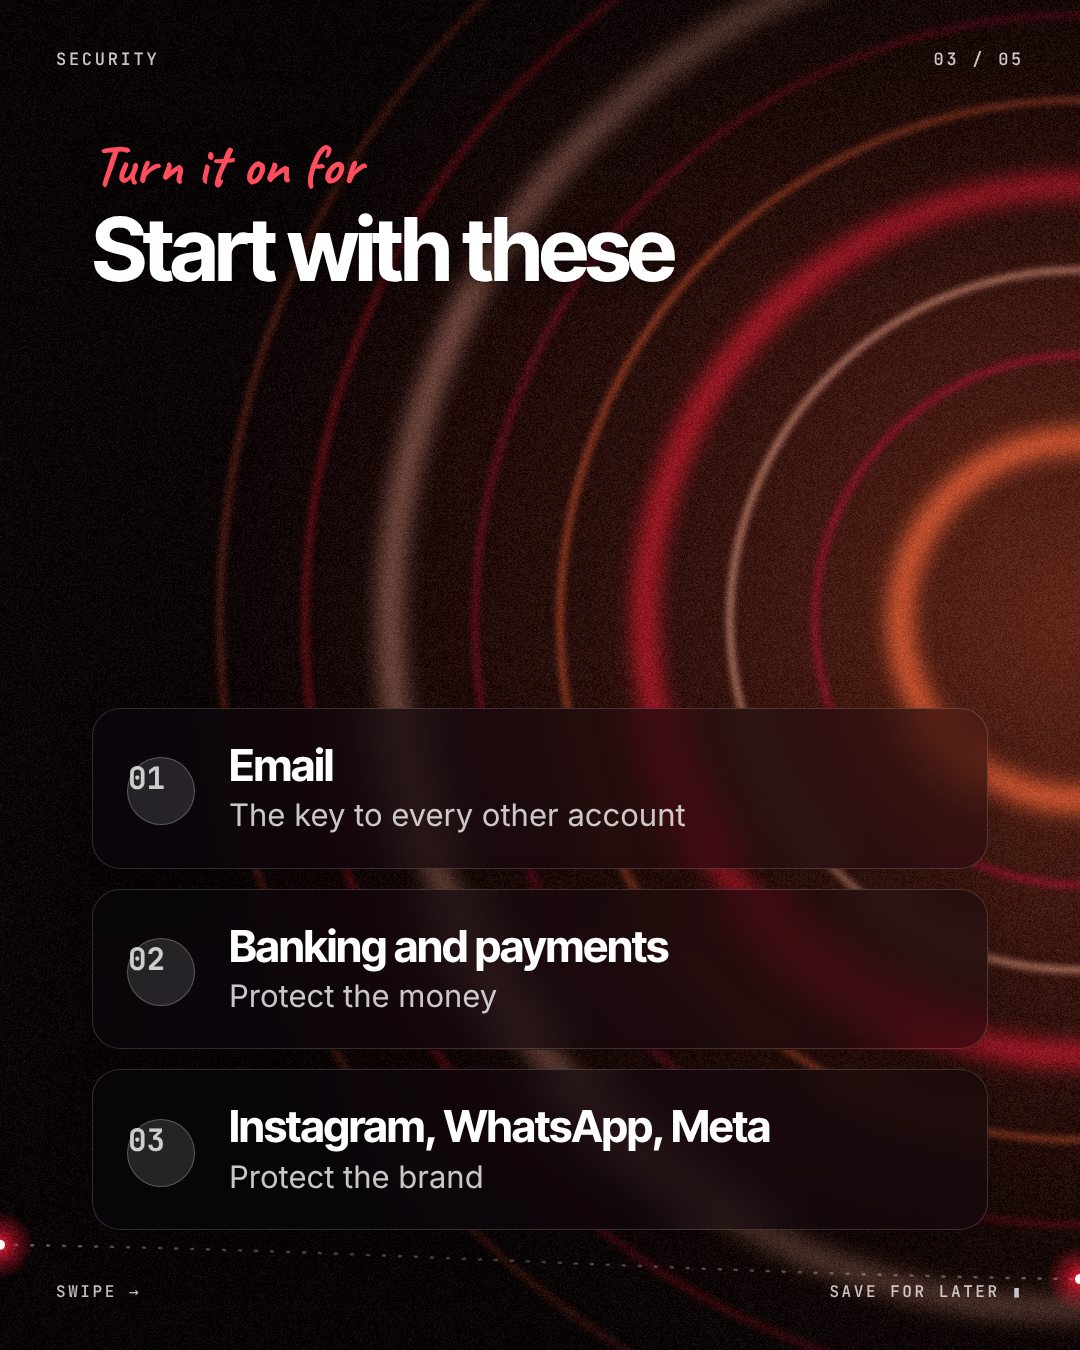 SECURITY
03 / 05
Turn it on for
Start with these
01
Email
The key to every other account
02
Banking and payments
Protect the money
03
Instagram, WhatsApp, Meta
Protect the brand
SWIPE →
SAVE FOR LATER ▮